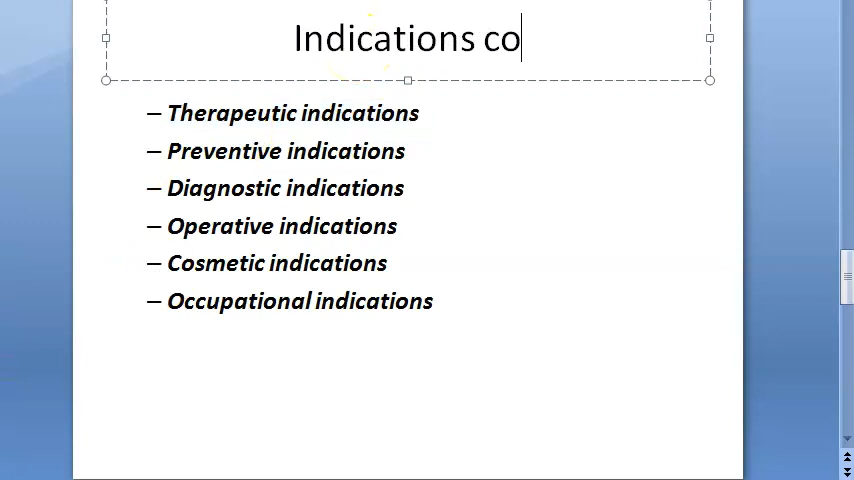 Indications co
– Therapeutic indications
– Preventive indications
– Diagnostic indications
– Operative indications
– Cosmetic indications
– Occupational indications